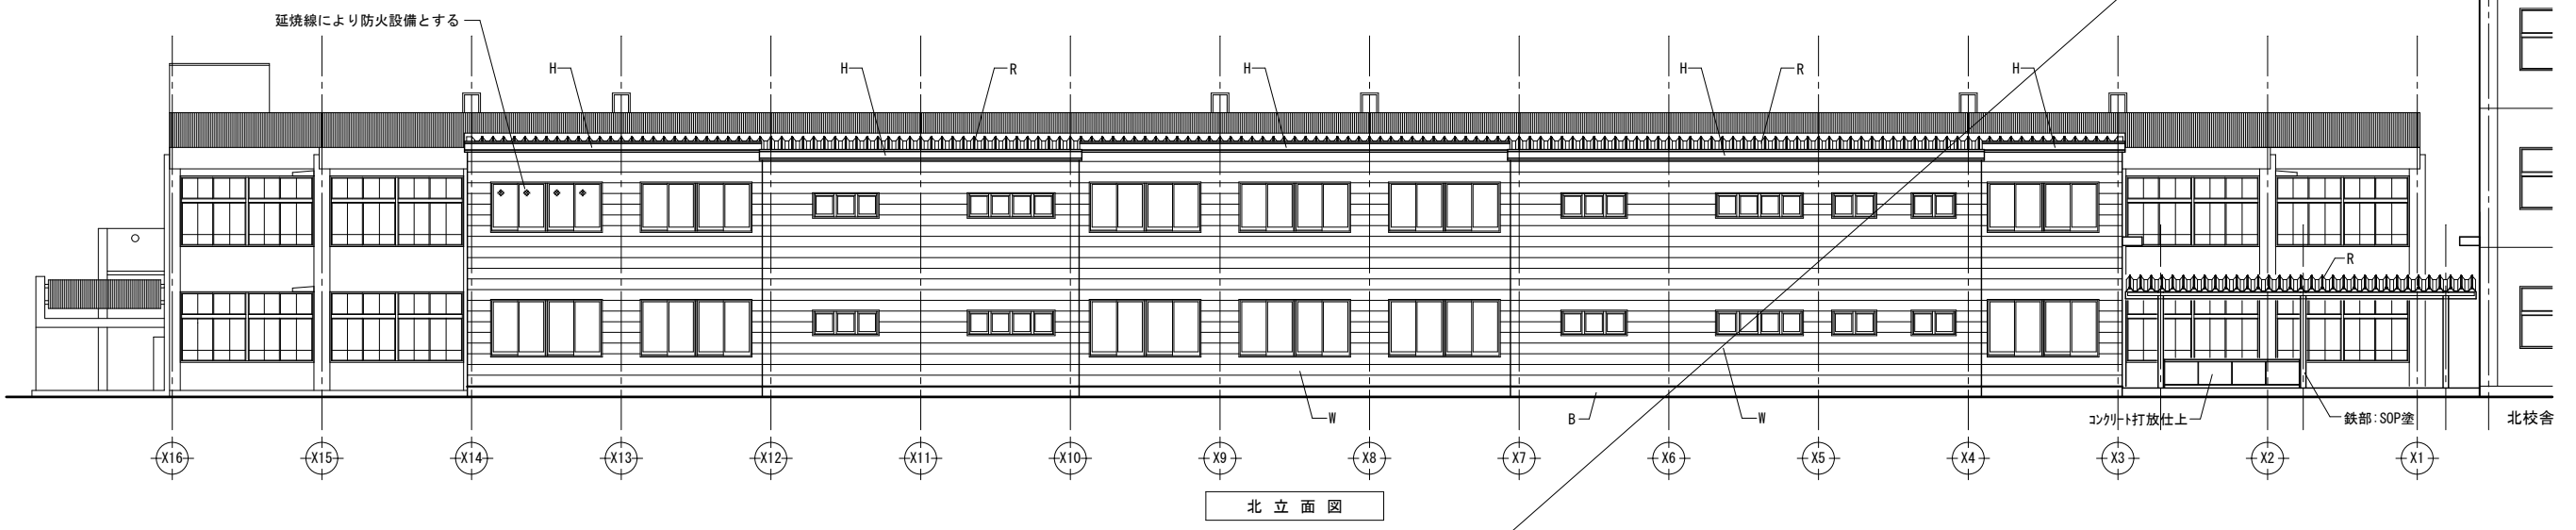 延焼線により防火設備とする
H
H
R
H
H
R
H
R
W
B
W
コンクリート打放仕上
鉄部:SOP塗
北校舎
X16
X15
X14
X13
X12
X11
X10
X9
X8
X7
X6
X5
X4
X3
X2
X1
北立面図